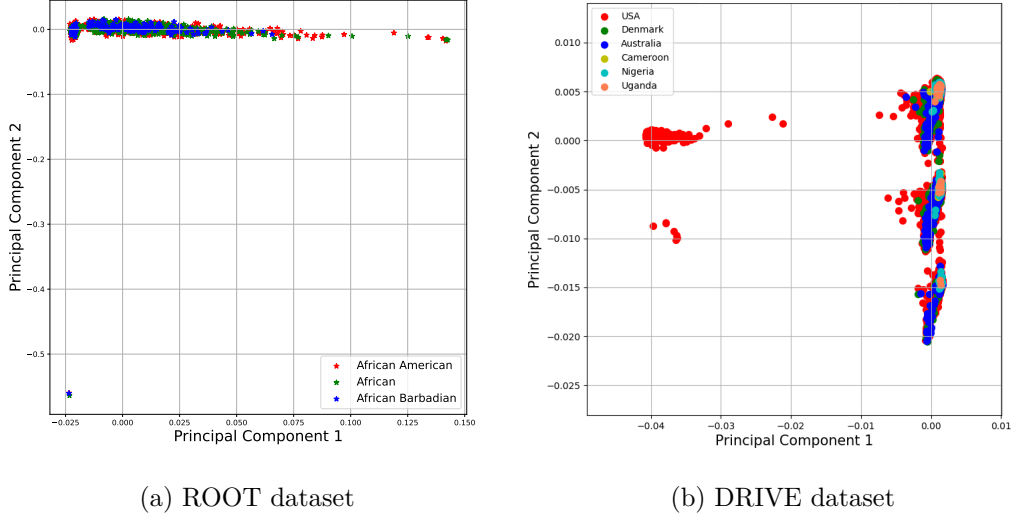 0.0
−0.1
−0.2
−0.3
−0.4
−0.5
Principal Component 2
−0.025
0.000
0.025
0.050
0.075
0.100
0.125
0.150
Principal Component 1
African American
African
African Barbadian
(a) ROOT dataset
USA
Denmark
Australia
Cameroon
Nigeria
Uganda
0.010
0.005
0.000
−0.005
−0.010
−0.015
−0.020
−0.025
Principal Component 2
−0.04
−0.03
−0.02
−0.01
0.00
0.01
Principal Component 1
(b) DRIVE dataset